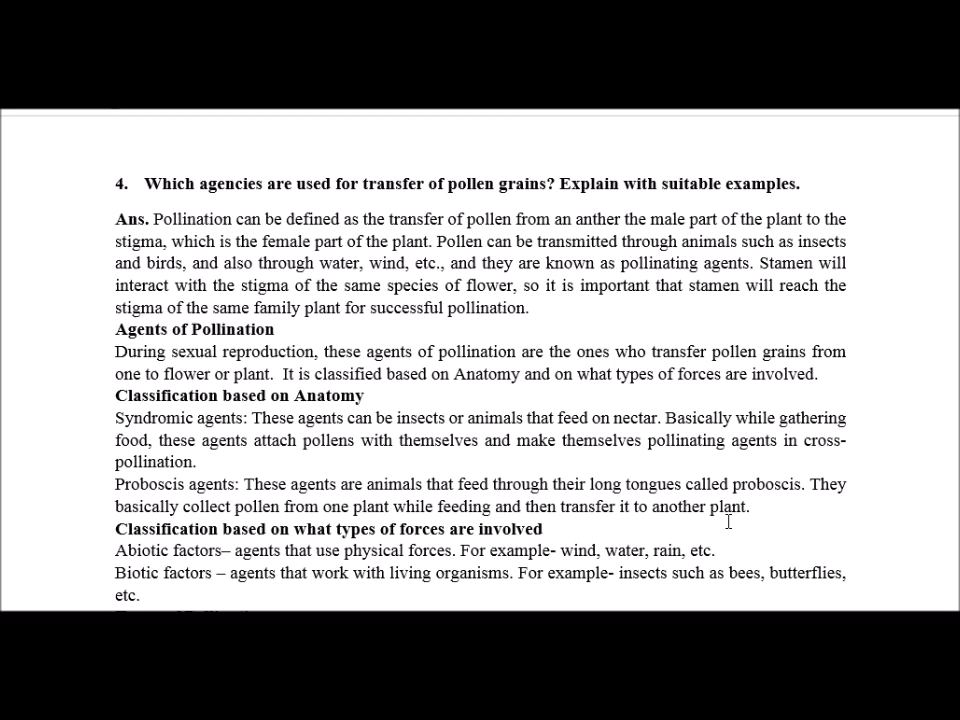 4. Which agencies are used for transfer of pollen grains? Explain with suitable examples.
Ans. Pollination can be defined as the transfer of pollen from an anther the male part of the plant to the
stigma, which is the female part of the plant. Pollen can be transmitted through animals such as insects
and birds, and also through water, wind, etc., and they are known as pollinating agents. Stamen will
interact with the stigma of the same species of flower, so it is important that stamen will reach the
stigma of the same family plant for successful pollination.
Agents of Pollination
During sexual reproduction, these agents of pollination are the ones who transfer pollen grains from
one to flower or plant. It is classified based on Anatomy and on what types of forces are involved.
Classification based on Anatomy
Syndromic agents: These agents can be insects or animals that feed on nectar. Basically while gathering
food, these agents attach pollens with themselves and make themselves pollinating agents in cross-
pollination.
Proboscis agents: These agents are animals that feed through their long tongues called proboscis. They
basically collect pollen from one plant while feeding and then transfer it to another plant.
Classification based on what types of forces are involved
Abiotic factors– agents that use physical forces. For example- wind, water, rain, etc.
Biotic factors – agents that work with living organisms. For example- insects such as bees, butterflies,
etc.